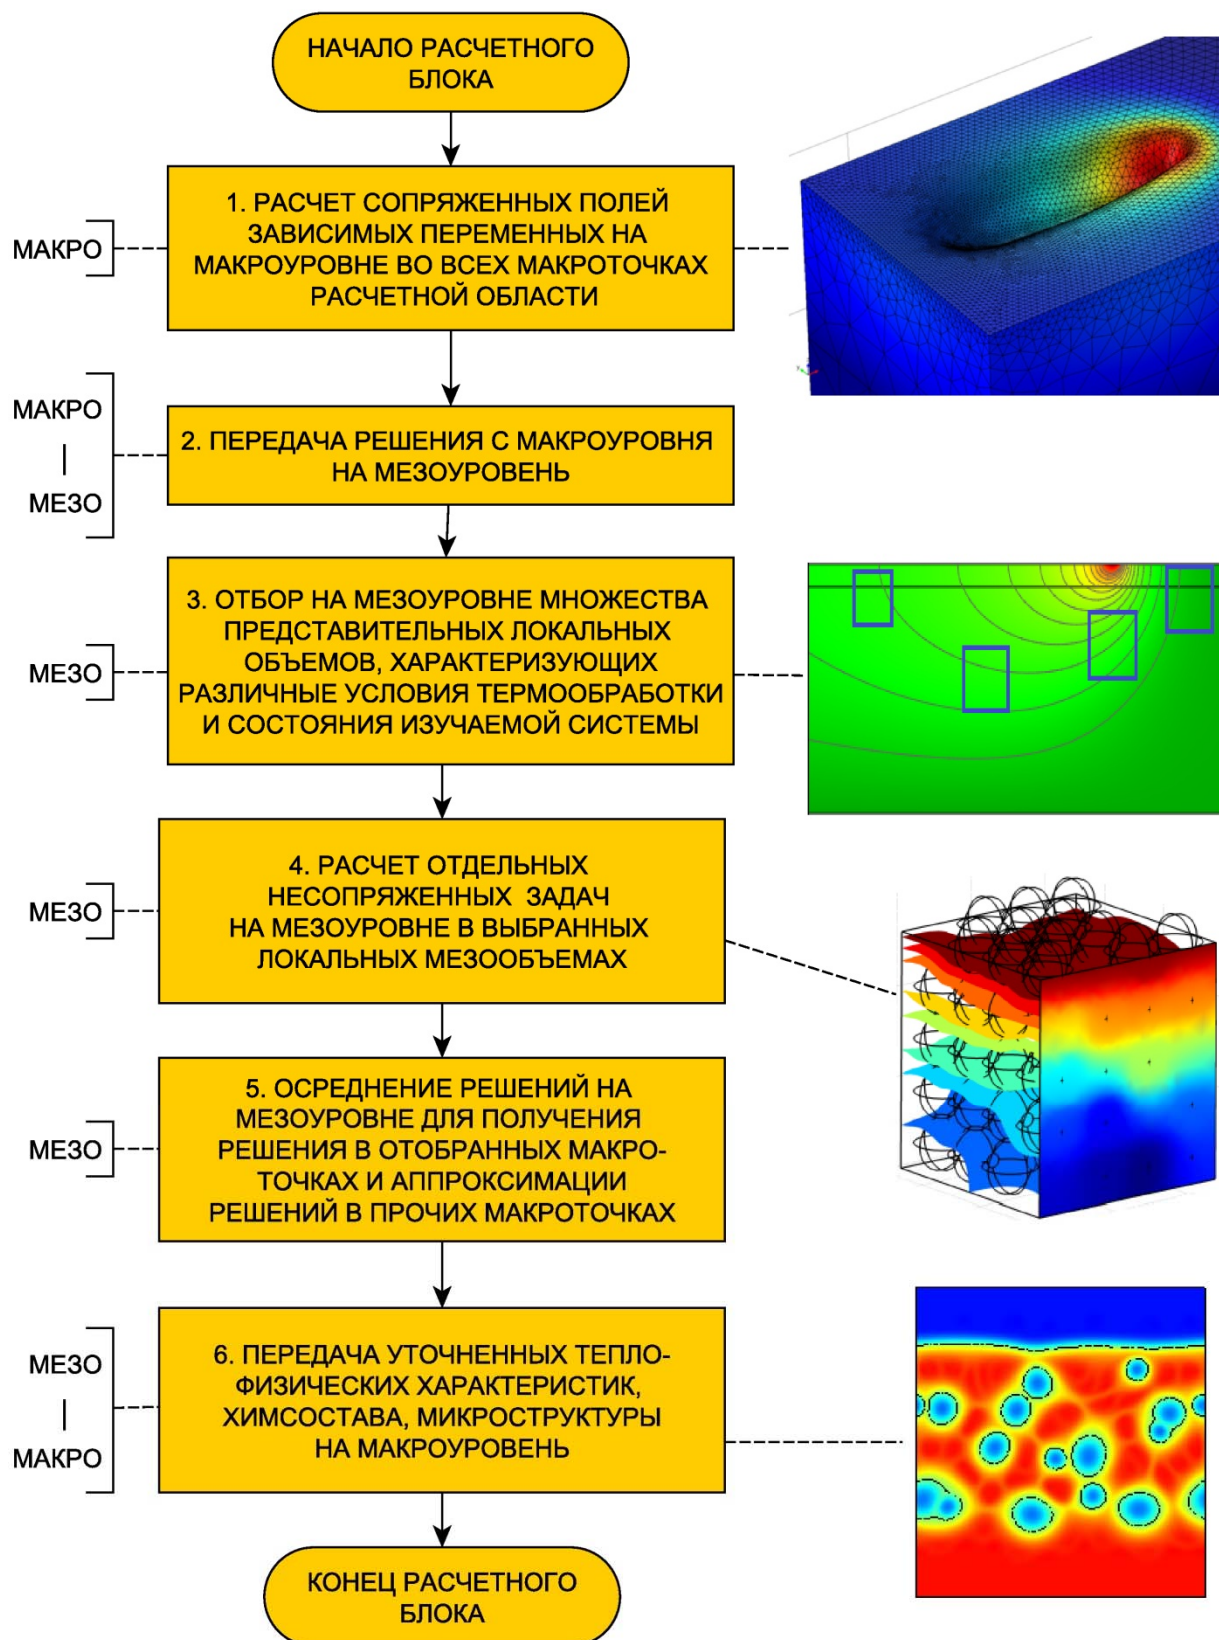 НАЧАЛО РАСЧЕТНОГО
БЛОКА
МАКРО
1. РАСЧЕТ СОПРЯЖЕННЫХ ПОЛЕЙ
ЗАВИСИМЫХ ПЕРЕМЕННЫХ НА
МАКРОУРОВНЕ ВО ВСЕХ МАКРОТОЧКАХ
РАСЧЕТНОЙ ОБЛАСТИ
МАКРО
|
МЕЗО
2. ПЕРЕДАЧА РЕШЕНИЯ С МАКРОУРОВНЯ
НА МЕЗОУРОВЕНЬ
МЕЗО
3. ОТБОР НА МЕЗОУРОВНЕ МНОЖЕСТВА
ПРЕДСТАВИТЕЛЬНЫХ ЛОКАЛЬНЫХ
ОБЪЕМОВ, ХАРАКТЕРИЗУЮЩИХ
РАЗЛИЧНЫЕ УСЛОВИЯ ТЕРМООБРАБОТКИ
И СОСТОЯНИЯ ИЗУЧАЕМОЙ СИСТЕМЫ
МЕЗО
4. РАСЧЕТ ОТДЕЛЬНЫХ
НЕСОПРЯЖЕННЫХ ЗАДАЧ
НА МЕЗОУРОВНЕ В ВЫБРАННЫХ
ЛОКАЛЬНЫХ МЕЗООБЪЕМАХ
МЕЗО
5. ОСРЕДНЕНИЕ РЕШЕНИЙ НА
МЕЗОУРОВНЕ ДЛЯ ПОЛУЧЕНИЯ
РЕШЕНИЯ В ОТОБРАННЫХ МАКРО-
ТОЧКАХ И АППРОКСИМАЦИИ
РЕШЕНИЙ В ПРОЧИХ МАКРОТОЧКАХ
МЕЗО
|
МАКРО
6. ПЕРЕДАЧА УТОЧНЕННЫХ ТЕПЛО-
ФИЗИЧЕСКИХ ХАРАКТЕРИСТИК,
ХИМСОСТАВА, МИКРОСТРУКТУРЫ
НА МАКРОУРОВЕНЬ
КОНЕЦ РАСЧЕТНОГО
БЛОКА